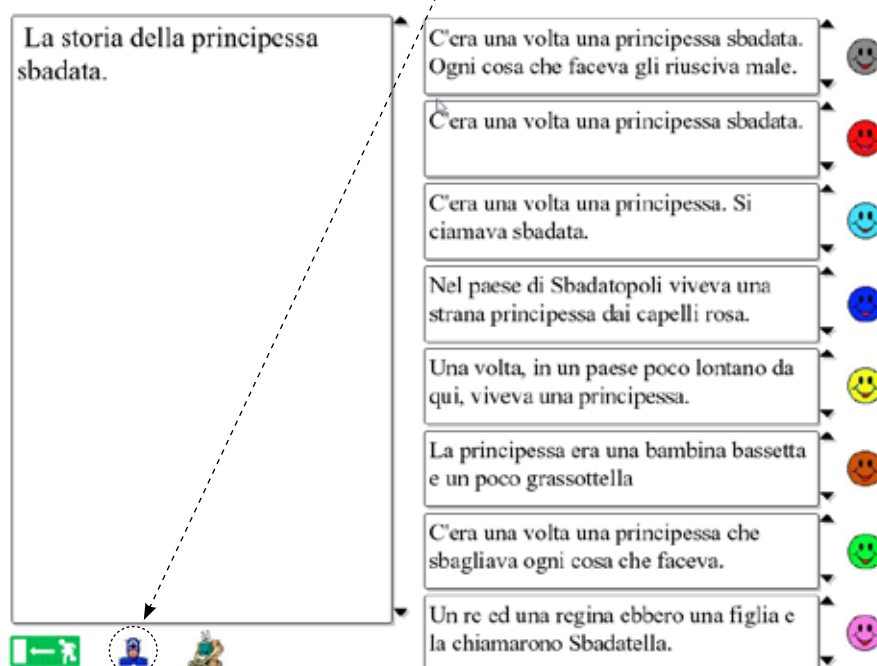 La storia della principessa
sbadata.
C'era una volta una principessa sbadata.
Ogni cosa che faceva gli riusciva male.
C'era una volta una principessa sbadata.
C'era una volta una principessa. Si
ciamava sbadata.
Nel paese di Sbadatopoli viveva una
strana principessa dai capelli rosa.
Una volta, in un paese poco lontano da
qui, viveva una principessa.
La principessa era una bambina bassetta
e un poco grassottella
C'era una volta una principessa che
sbagliava ogni cosa che faceva.
Un re ed una regina ebbero una figlia e
la chiamarono Sbadatella.